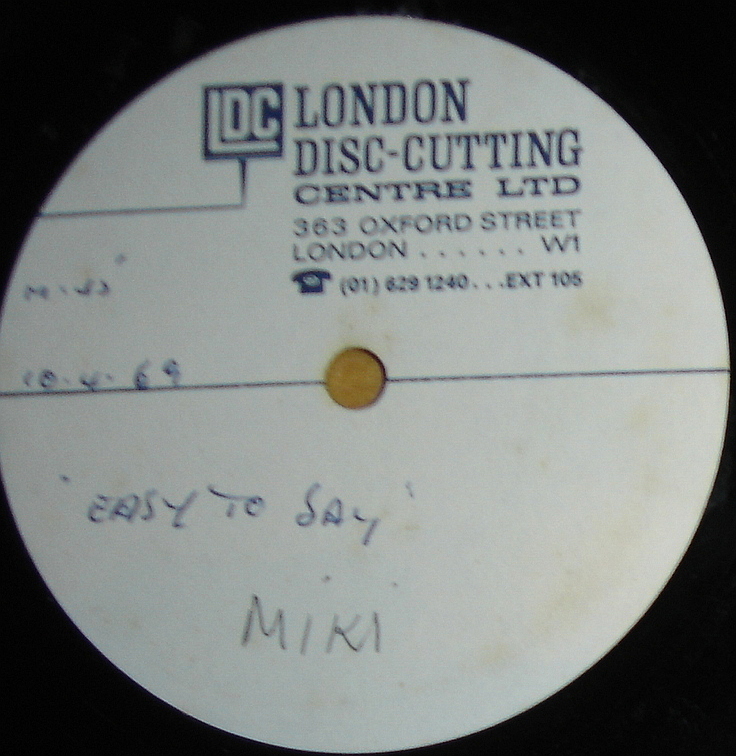 LDC LONDON
DISC-CUTTING
CENTRE LTD
363 OXFORD STREET
LONDON ...... W1
(01) 629 1240...EXT 105
10.4.69
"EASY TO SAY"
MIKI